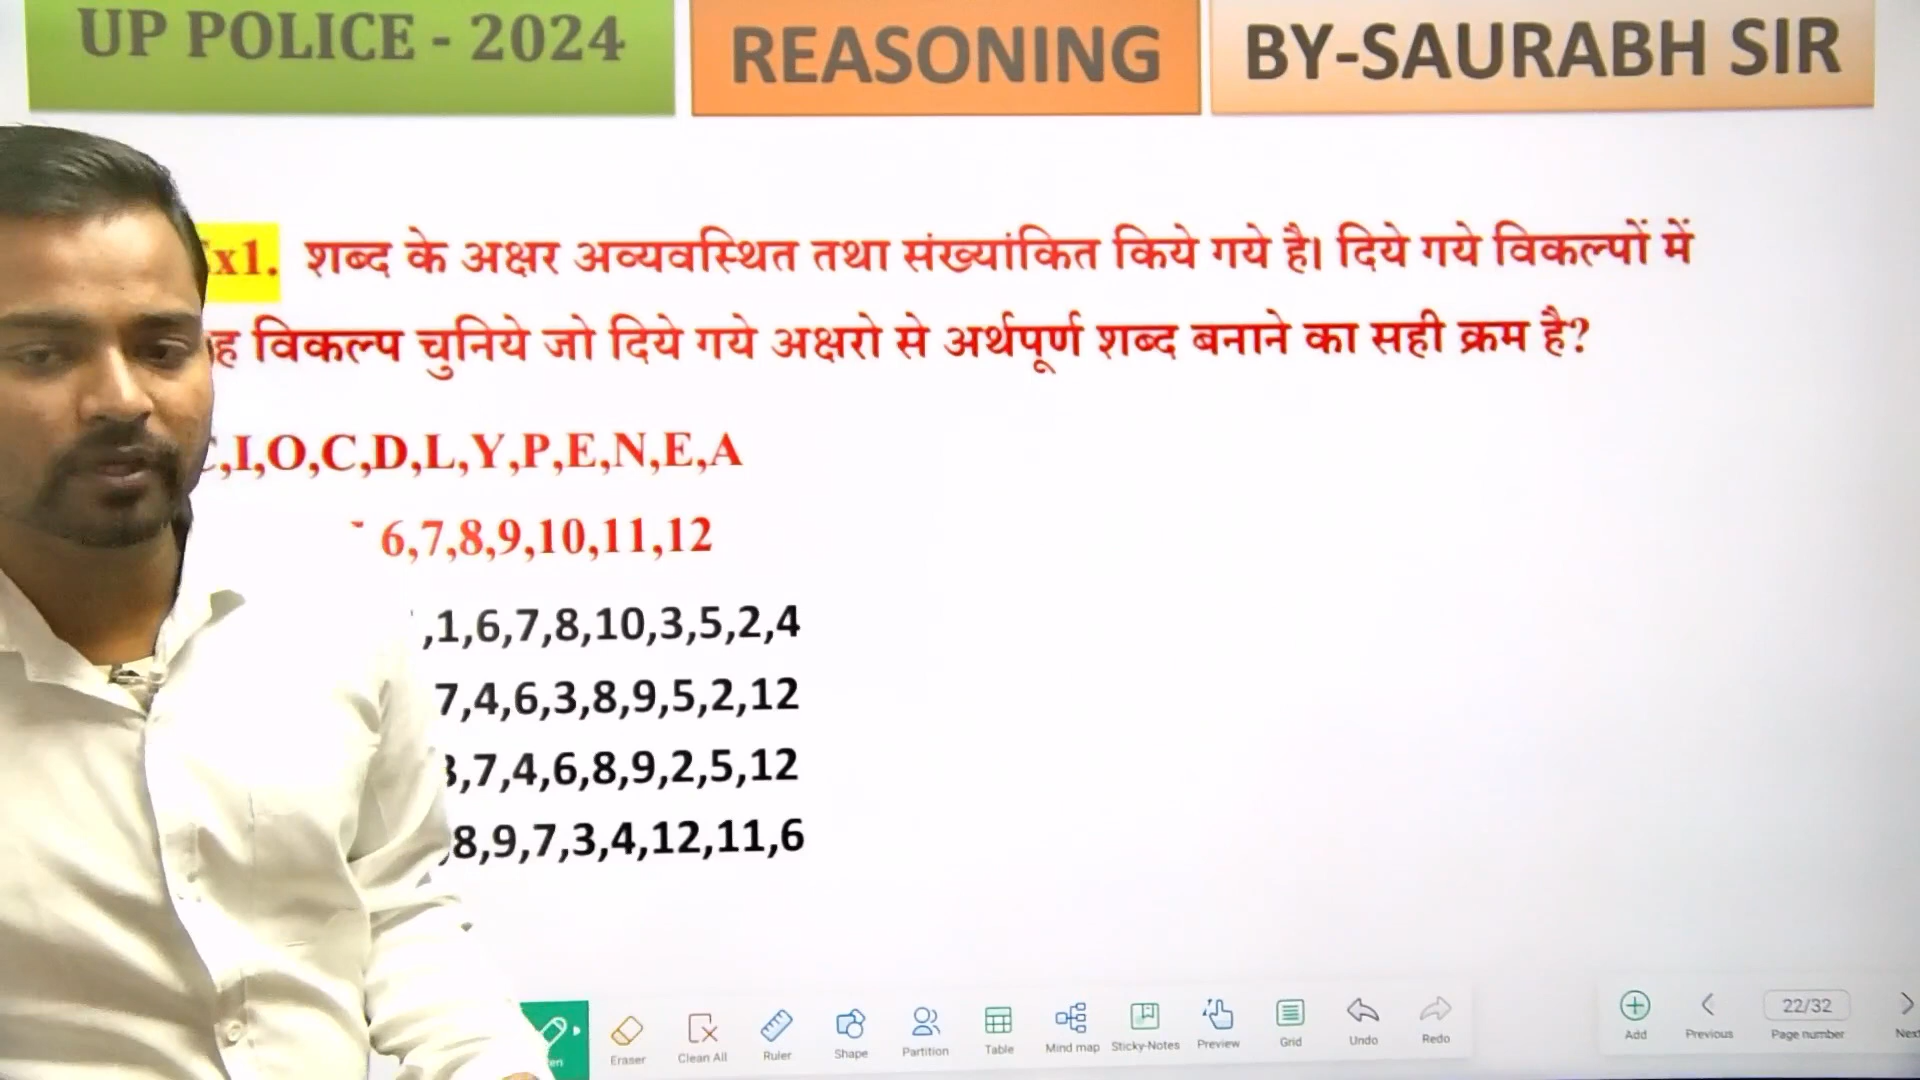 UP POLICE - 2024
REASONING
BY-SAURABH SIR
Ex1. शब्द के अक्षर अव्यवस्थित तथा संख्यांकित किये गये है। दिये गये विकल्पों में
विकल्प चुनिये जो दिये गये अक्षरो से अर्थपूर्ण शब्द बनाने का सही क्रम है?
,I,O,C,D,L,Y,P,E,N,E,A
6,7,8,9,10,11,12
,1,6,7,8,10,3,5,2,4
7,4,6,3,8,9,5,2,12
,7,4,6,8,9,2,5,12
,8,9,7,3,4,12,11,6
Eraser
Clean All
Ruler
Shape
Partition
Table
Mind map
Sticky-Notes
Preview
Grid
Undo
Redo
Add
Previous
22/32
Page number
Next